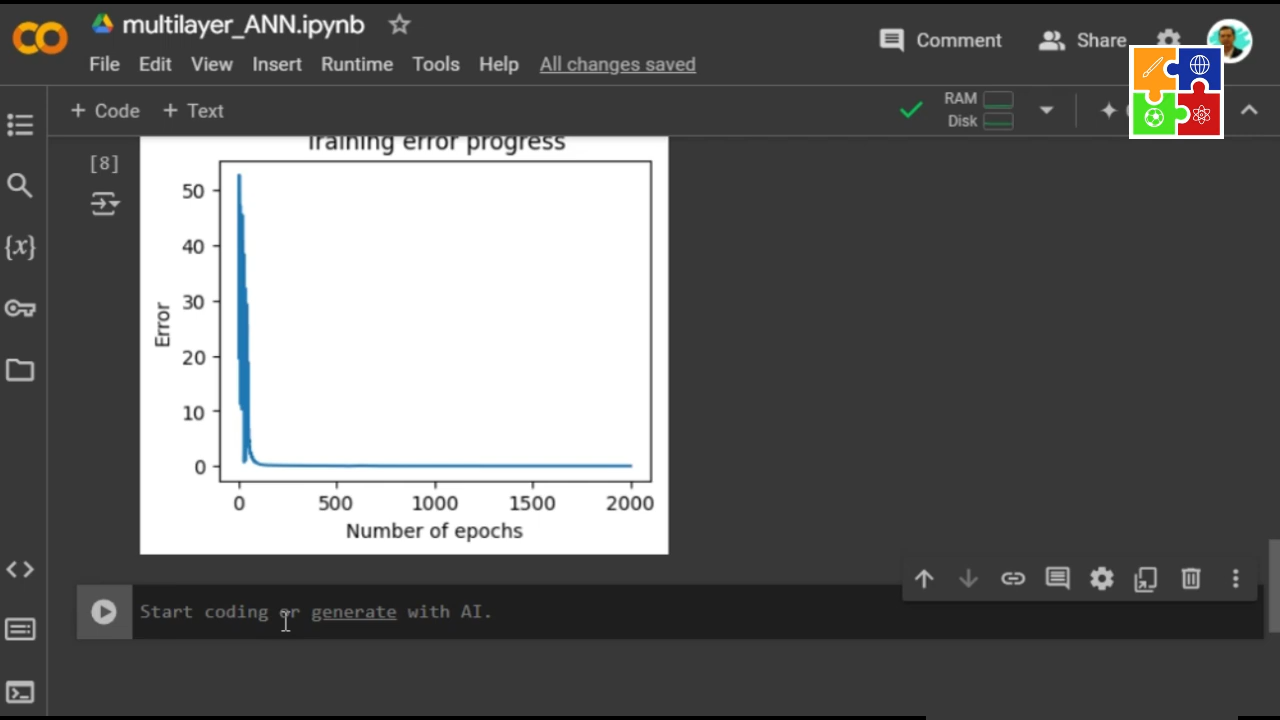 multilayer_ANN.ipynb
Comment
Share
File Edit View Insert Runtime Tools Help All changes saved
+ Code + Text
RAM
Disk
Training error progress
[8]
50
40
30
20
10
0
Error
0 500 1000 1500 2000
Number of epochs
Start coding or generate with AI.